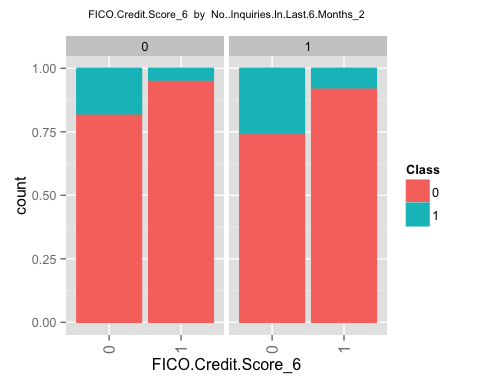 FICO.Credit.Score_6 by No..Inquiries.In.Last.6.Months_2
0 1
1.00
0.75
0.50
0.25
0.00
count
0 1 0 1
FICO.Credit.Score_6
Class
0
1